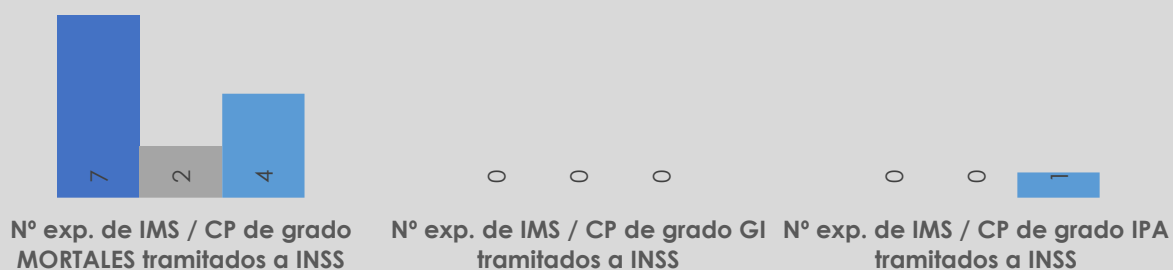 7 2 4 0 0 0 0 0 1
Nº exp. de IMS / CP de grado
MORTALES tramitados a INSS
Nº exp. de IMS / CP de grado GI
tramitados a INSS
Nº exp. de IMS / CP de grado IPA
tramitados a INSS